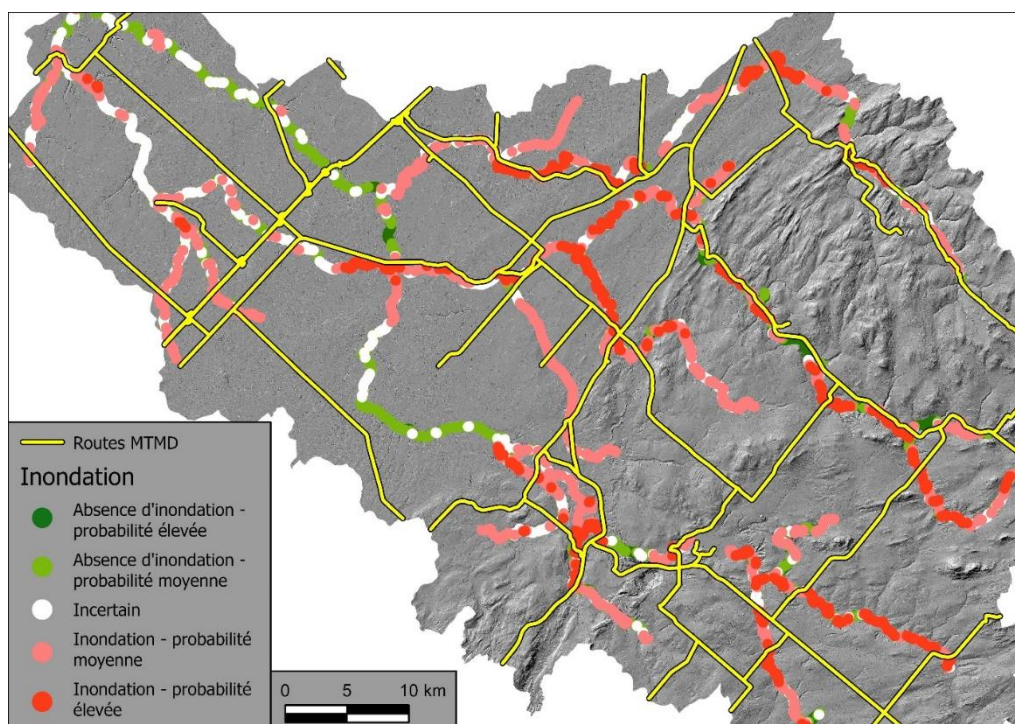 Routes MTMD
Inondation
Absence d'inondation -
probabilité élevée
Absence d'inondation -
probabilité moyenne
Incertain
Inondation - probabilité
moyenne
Inondation - probabilité
élevée
0 5 10 km